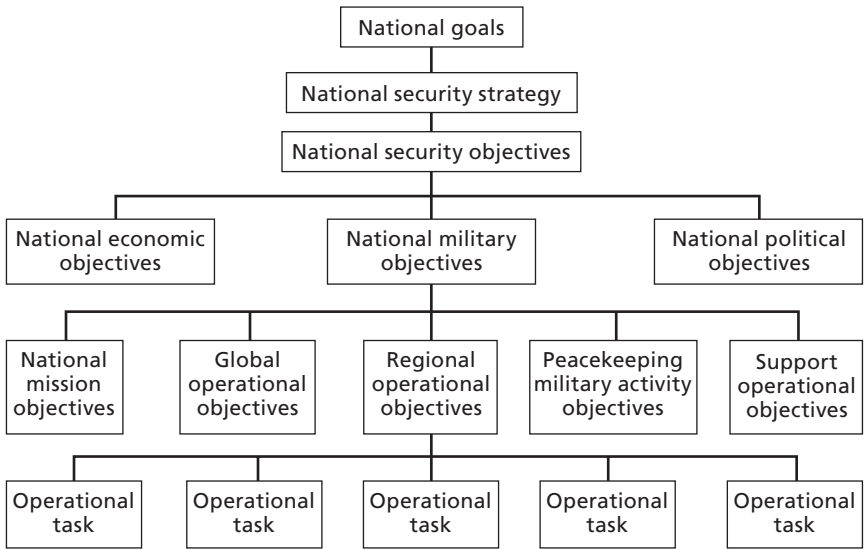 National goals
National security strategy
National security objectives
National economic
objectives
National military
objectives
National political
objectives
National
mission
objectives
Global
operational
objectives
Regional
operational
objectives
Peacekeeping
military activity
objectives
Support
operational
objectives
Operational
task
Operational
task
Operational
task
Operational
task
Operational
task